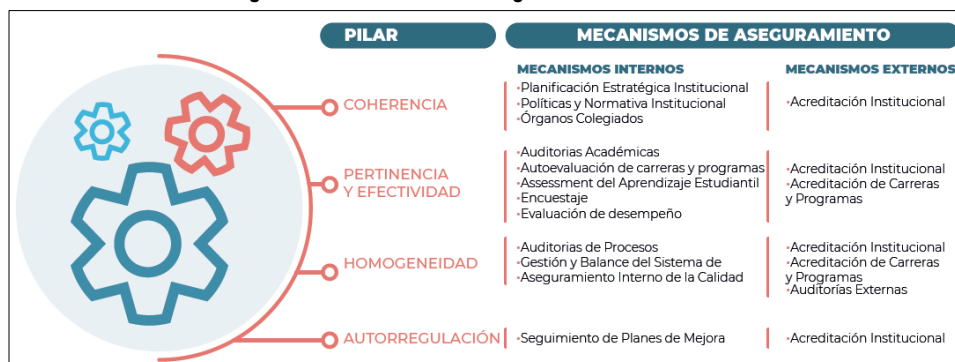 PILAR
MECANISMOS DE ASEGURAMIENTO
MECANISMOS INTERNOS
MECANISMOS EXTERNOS
COHERENCIA
•Planificación Estratégica Institucional
•Políticas y Normativa Institucional
•Órganos Colegiados
•Acreditación Institucional
PERTINENCIA
Y EFECTIVIDAD
•Auditorias Académicas
•Autoevaluación de carreras y programas
•Assessment del Aprendizaje Estudiantil
•Encuestaje
•Evaluación de desempeño
•Acreditación Institucional
•Acreditación de Carreras
y Programas
HOMOGENEIDAD
•Auditorias de Procesos
•Gestión y Balance del Sistema de
•Aseguramiento Interno de la Calidad
•Acreditación Institucional
•Acreditación de Carreras
y Programas
•Auditorías Externas
AUTORREGULACIÓN
•Seguimiento de Planes de Mejora
•Acreditación Institucional